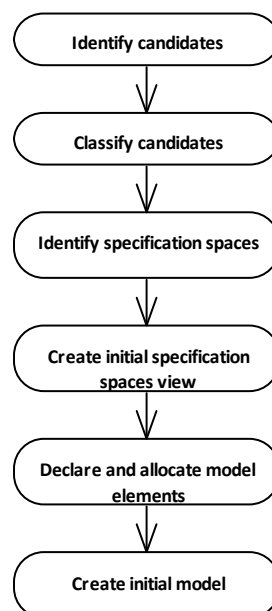 Identify candidates
Classify candidates
Identify specification spaces
Create initial specification
spaces view
Declare and allocate model
elements
Create initial model